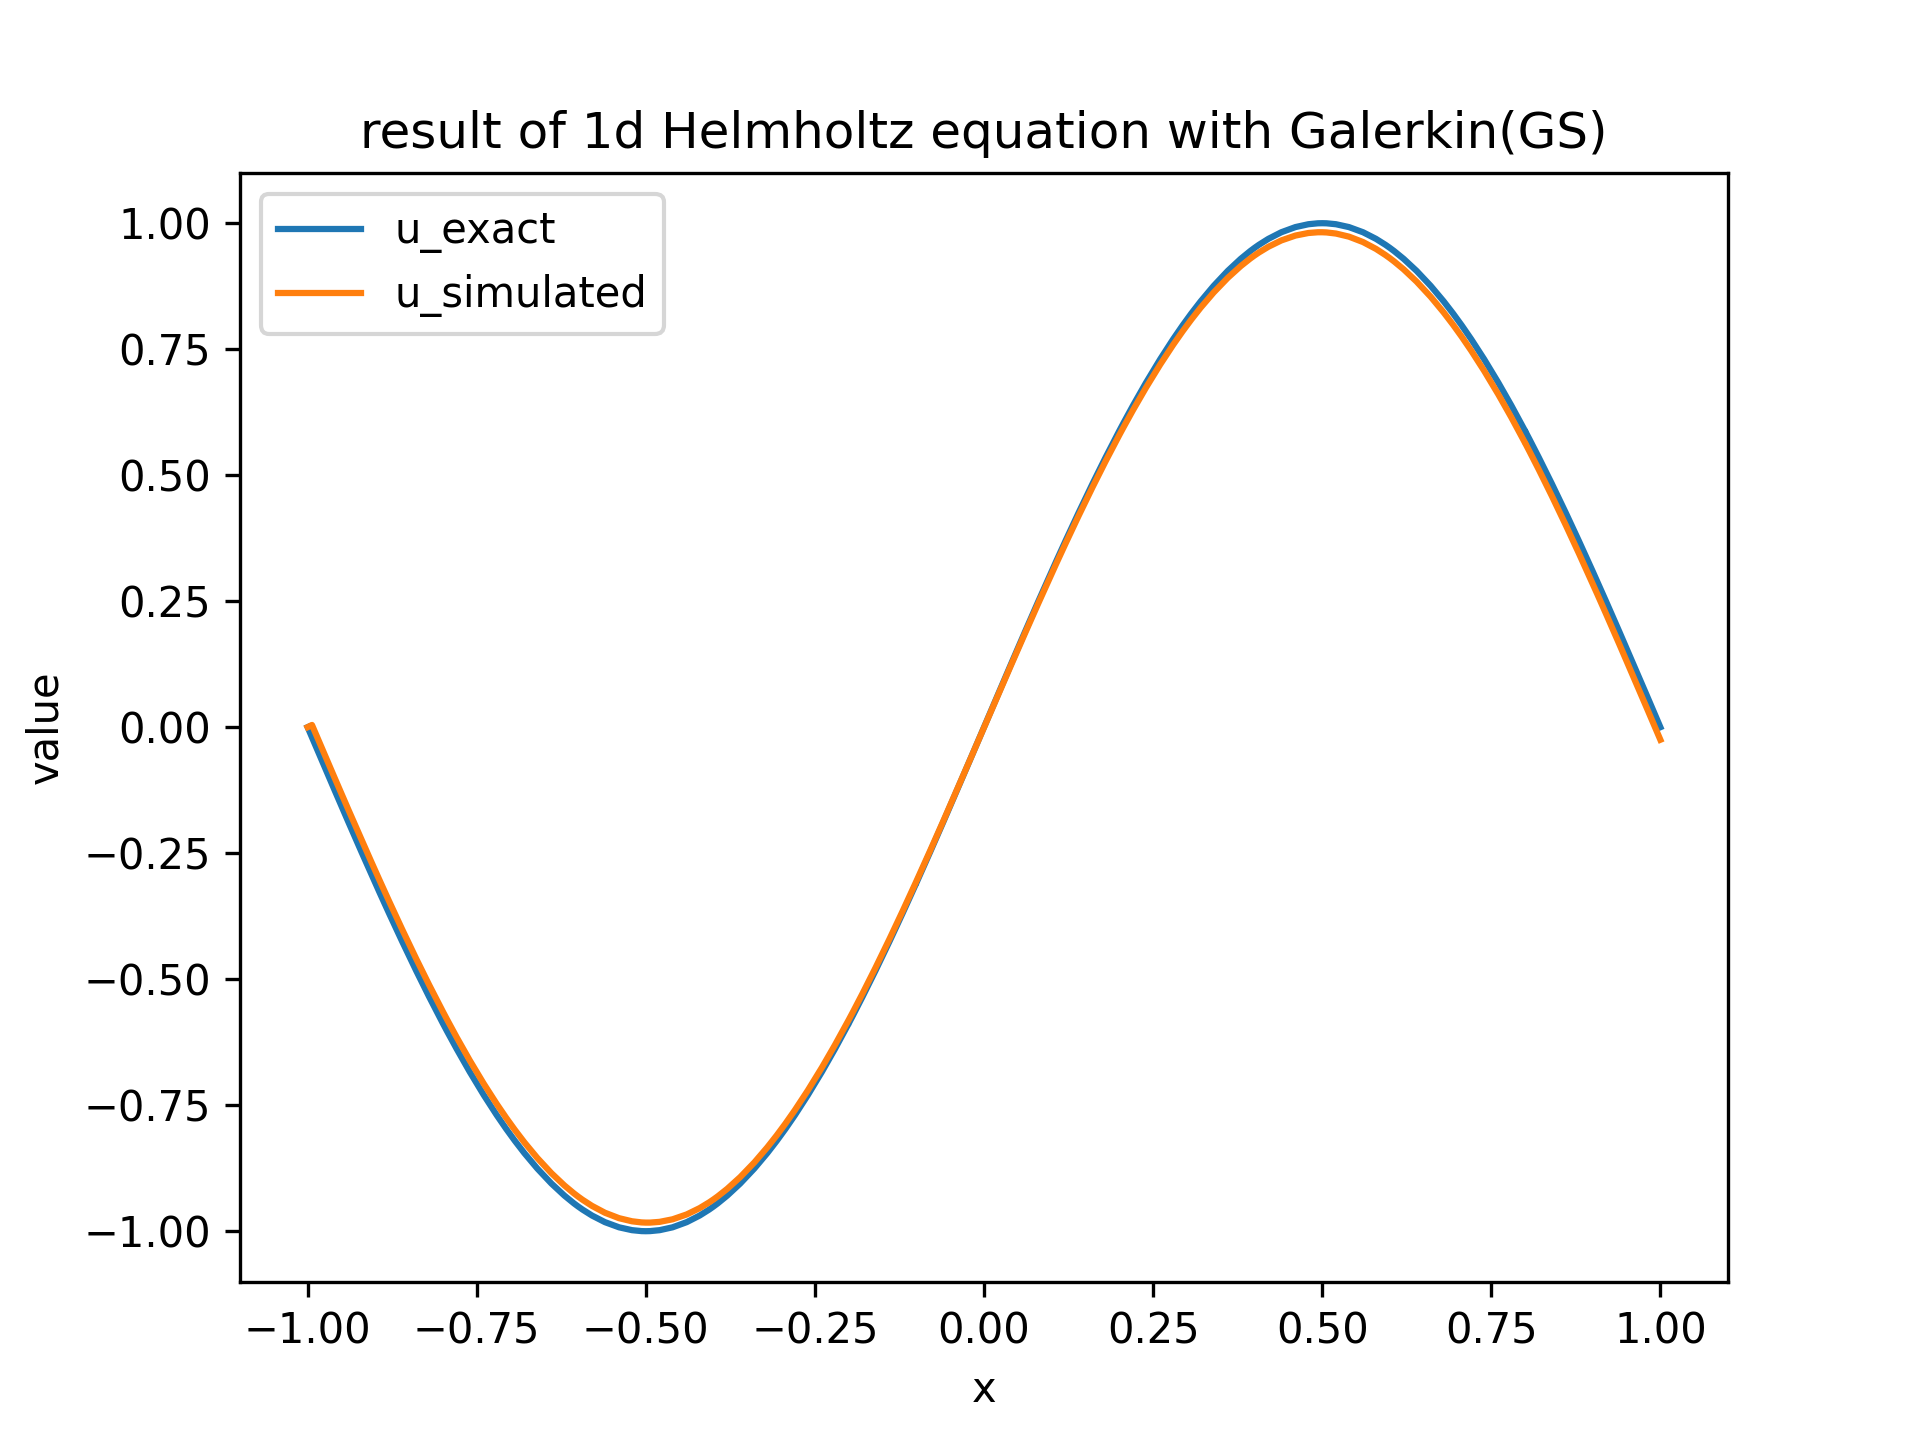 result of 1d Helmholtz equation with Galerkin(GS)
u_exact
u_simulated
1.00
0.75
0.50
0.25
0.00
−0.25
−0.50
−0.75
−1.00
value
−1.00 −0.75 −0.50 −0.25 0.00 0.25 0.50 0.75 1.00
x